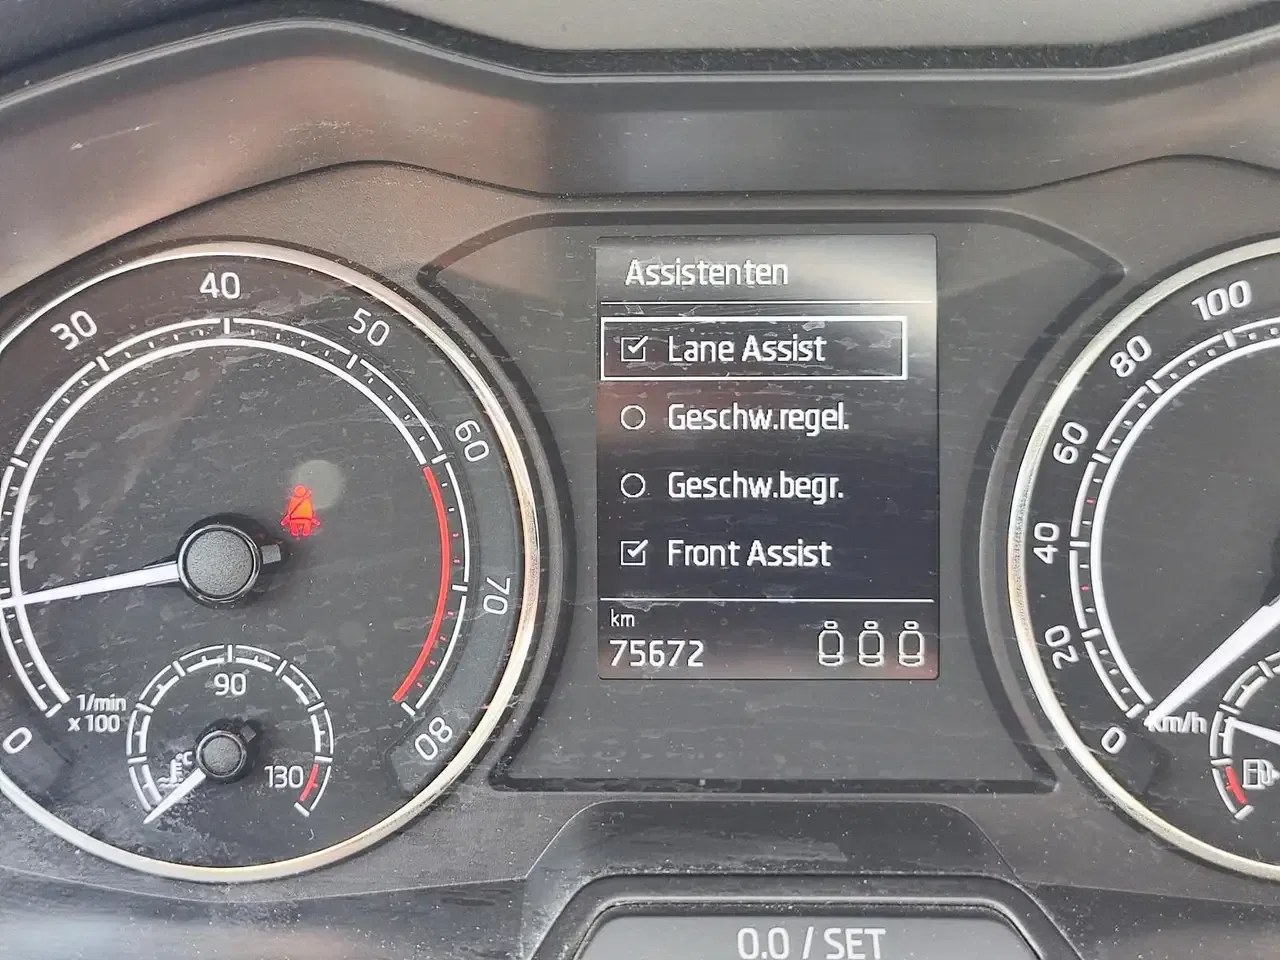 Assistenten
Lane Assist
Geschw.regel.
Geschw.begr.
Front Assist
km
75672
0
30
40
50
60
70
80
1/min
x 100
90
130
°C
0
20
40
60
80
100
km/h
0.0 / SET